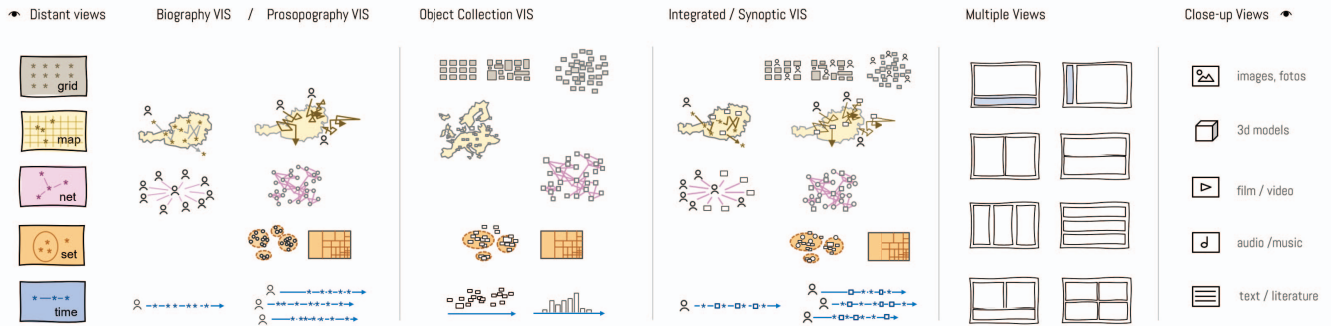 Distant views
Biography VIS / Prosopography VIS
Object Collection VIS
Integrated / Synoptic VIS
Multiple Views
Close-up Views
grid
map
net
set
time
images, fotos
3d models
film / video
audio /music
text / literature